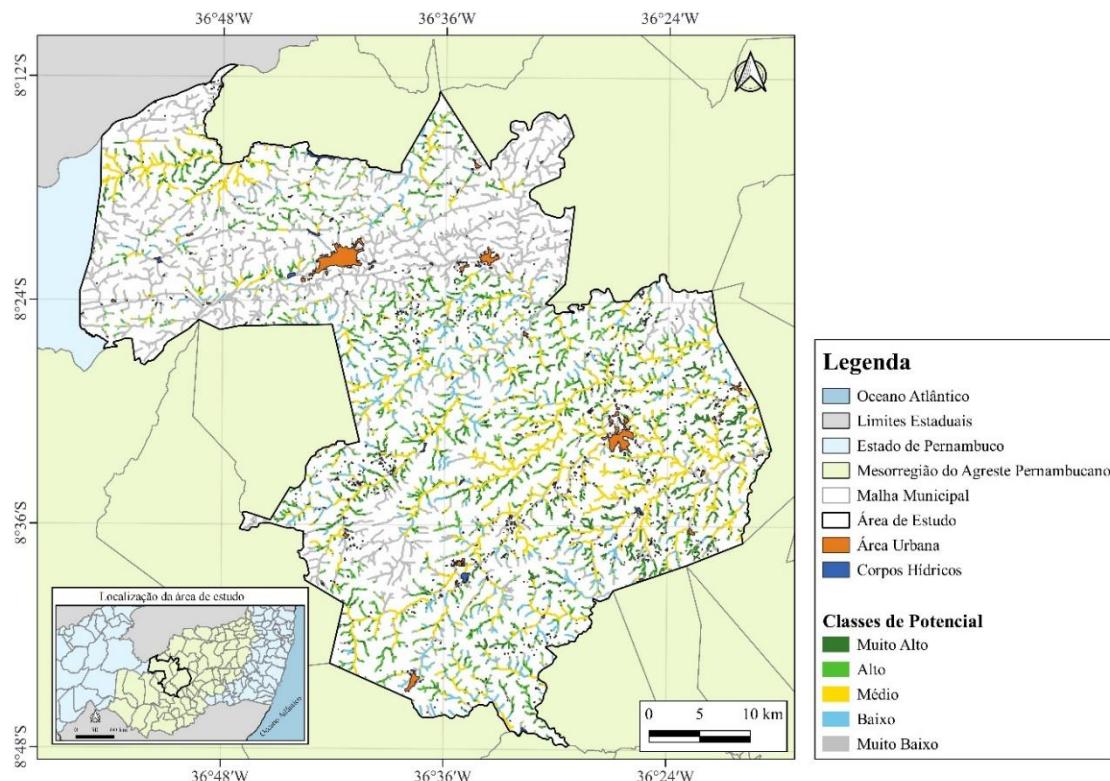 36°48'W 36°36'W 36°24'W
8°12'S
8°24'S
8°36'S
8°48'S
Localização da área de estudo
Oceano Atlântico
0 5 10 km
36°48'W 36°36'W 36°24'W
Legenda
Oceano Atlântico
Limites Estaduais
Estado de Pernambuco
Mesorregião do Agreste Pernambucano
Malha Municipal
Área de Estudo
Área Urbana
Corpos Hídricos
Classes de Potencial
Muito Alto
Alto
Médio
Baixo
Muito Baixo